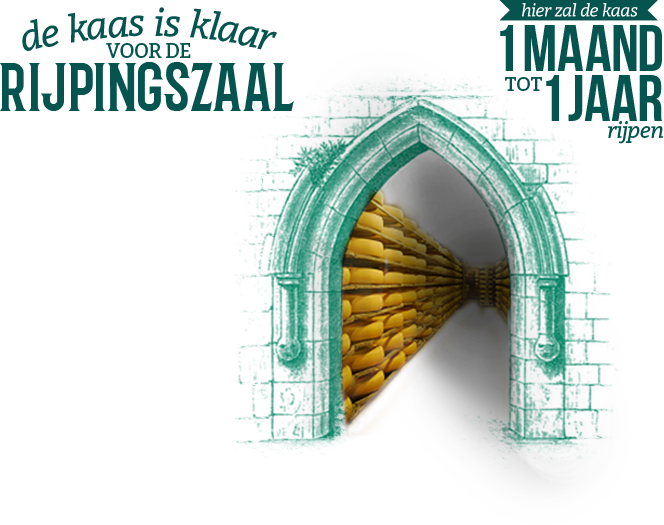 de kaas is klaar
VOOR DE
RIJPINGSZAAL
hier zal de kaas
1 MAAND
TOT 1 JAAR
rijpen